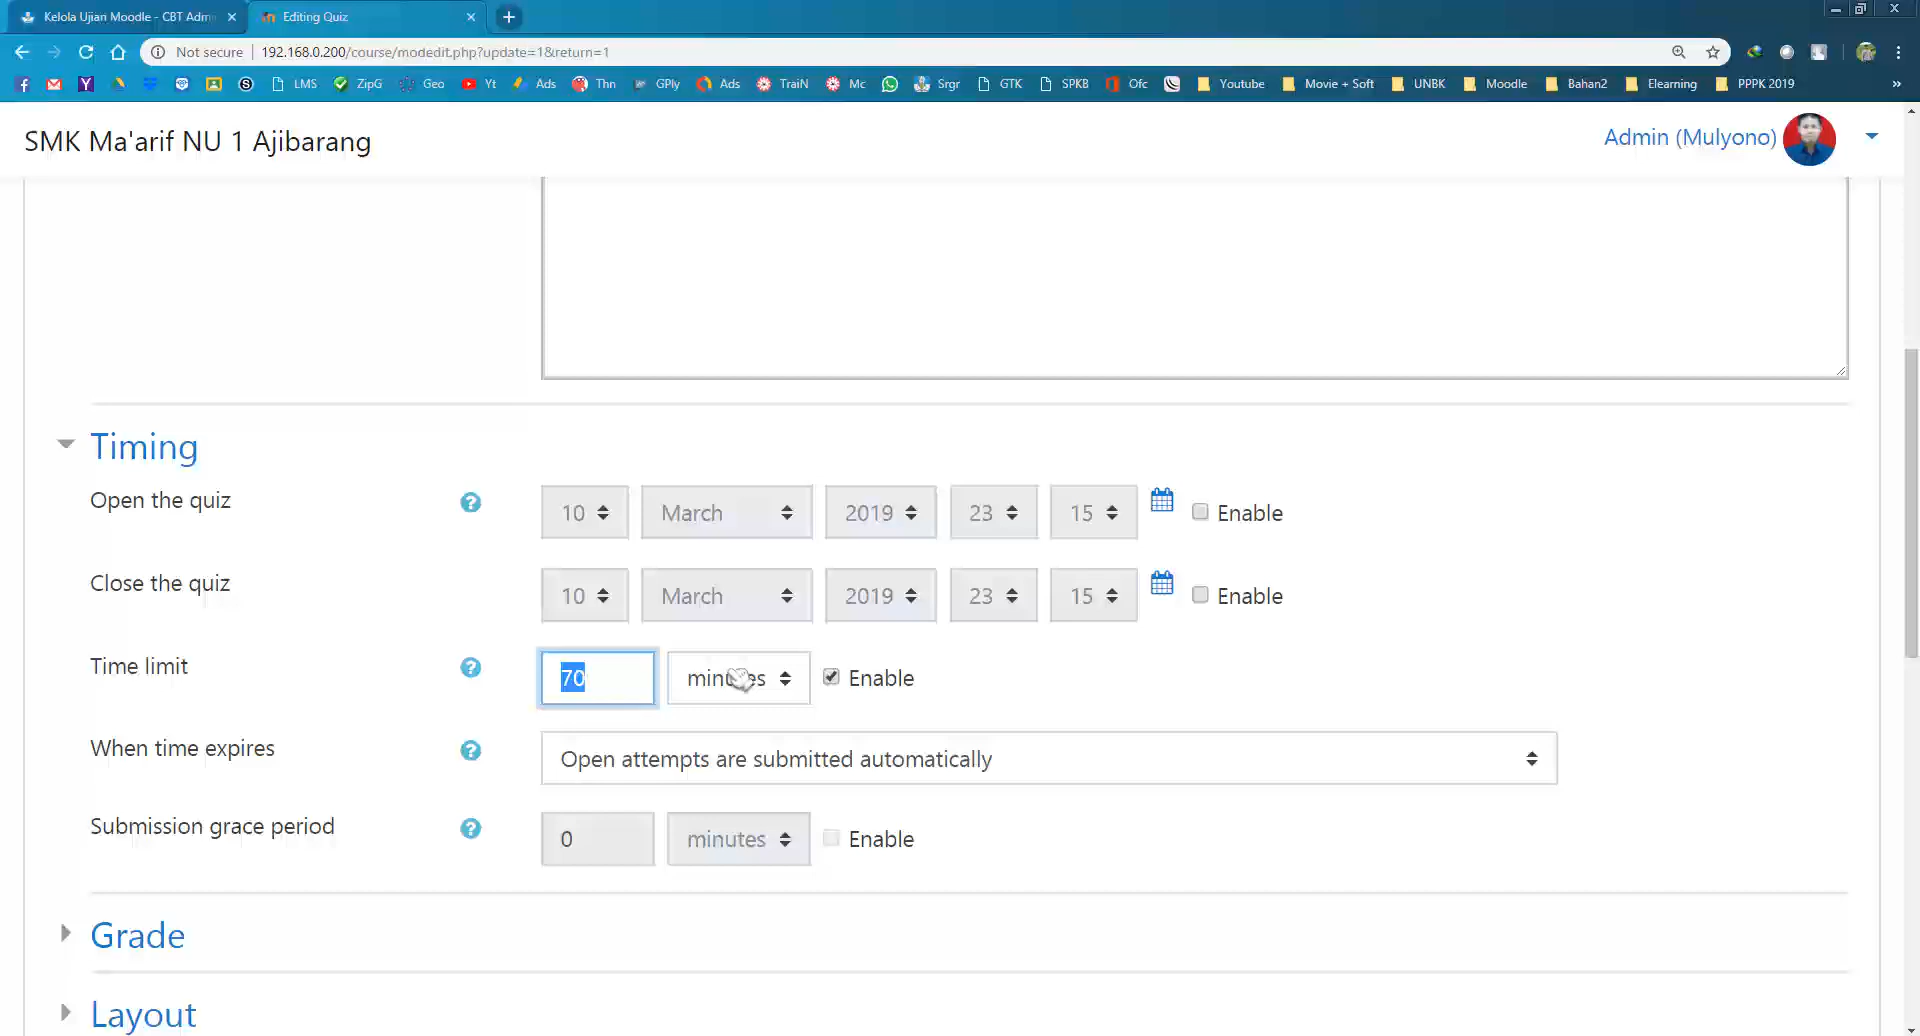 Kelola Ujian Moodle - CBT Adm
Editing Quiz
Not secure 192.168.0.200/course/modedit.php?update=1&return=1
LMS ZipG Geo Yt Ads Thn GPly Ads TraiN Mc Srgr GTK SPKB Ofc Youtube Movie + Soft UNBK Moodle Bahan2 Elearning PPPK 2019 »
SMK Ma'arif NU 1 Ajibarang
Admin (Mulyono)
Timing
Open the quiz ? 10 March 2019 23 15 Enable
Close the quiz 10 March 2019 23 15 Enable
Time limit ? 70 minutes Enable
When time expires ? Open attempts are submitted automatically
Submission grace period ? 0 minutes Enable
Grade
Layout